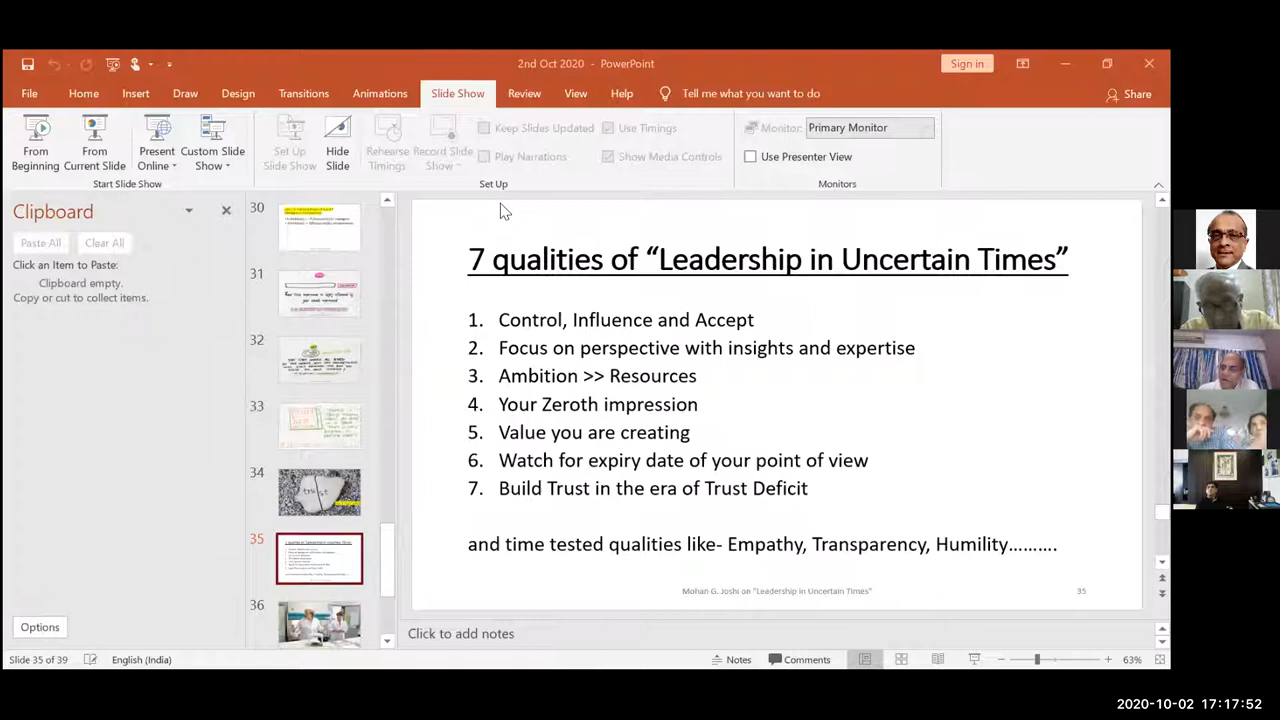 2nd Oct 2020 - PowerPoint
Sign in
File Home Insert Draw Design Transitions Animations Slide Show Review View Help Tell me what you want to do
Share
From Beginning
From Current Slide
Present Online
Custom Slide Show
Set Up Slide Show
Hide Slide
Rehearse Timings
Record Slide Show
Keep Slides Updated
Play Narrations
Use Timings
Show Media Controls
Monitor: Primary Monitor
Use Presenter View
Start Slide Show
Set Up
Monitors
Clipboard
Paste All Clear All
Click an Item to Paste:
Clipboard empty.
Copy or cut to collect items.
Options
30
31
32
33
34
35
36
7 qualities of “Leadership in Uncertain Times”
1. Control, Influence and Accept
2. Focus on perspective with insights and expertise
3. Ambition >> Resources
4. Your Zeroth impression
5. Value you are creating
6. Watch for expiry date of your point of view
7. Build Trust in the era of Trust Deficit
and time tested qualities like- Empathy, Transparency, Humility..........
Mohan G. Joshi on "Leadership in Uncertain Times"
35
Click to add notes
Slide 35 of 39 English (India)
Notes Comments
63%
2020-10-02 17:17:52